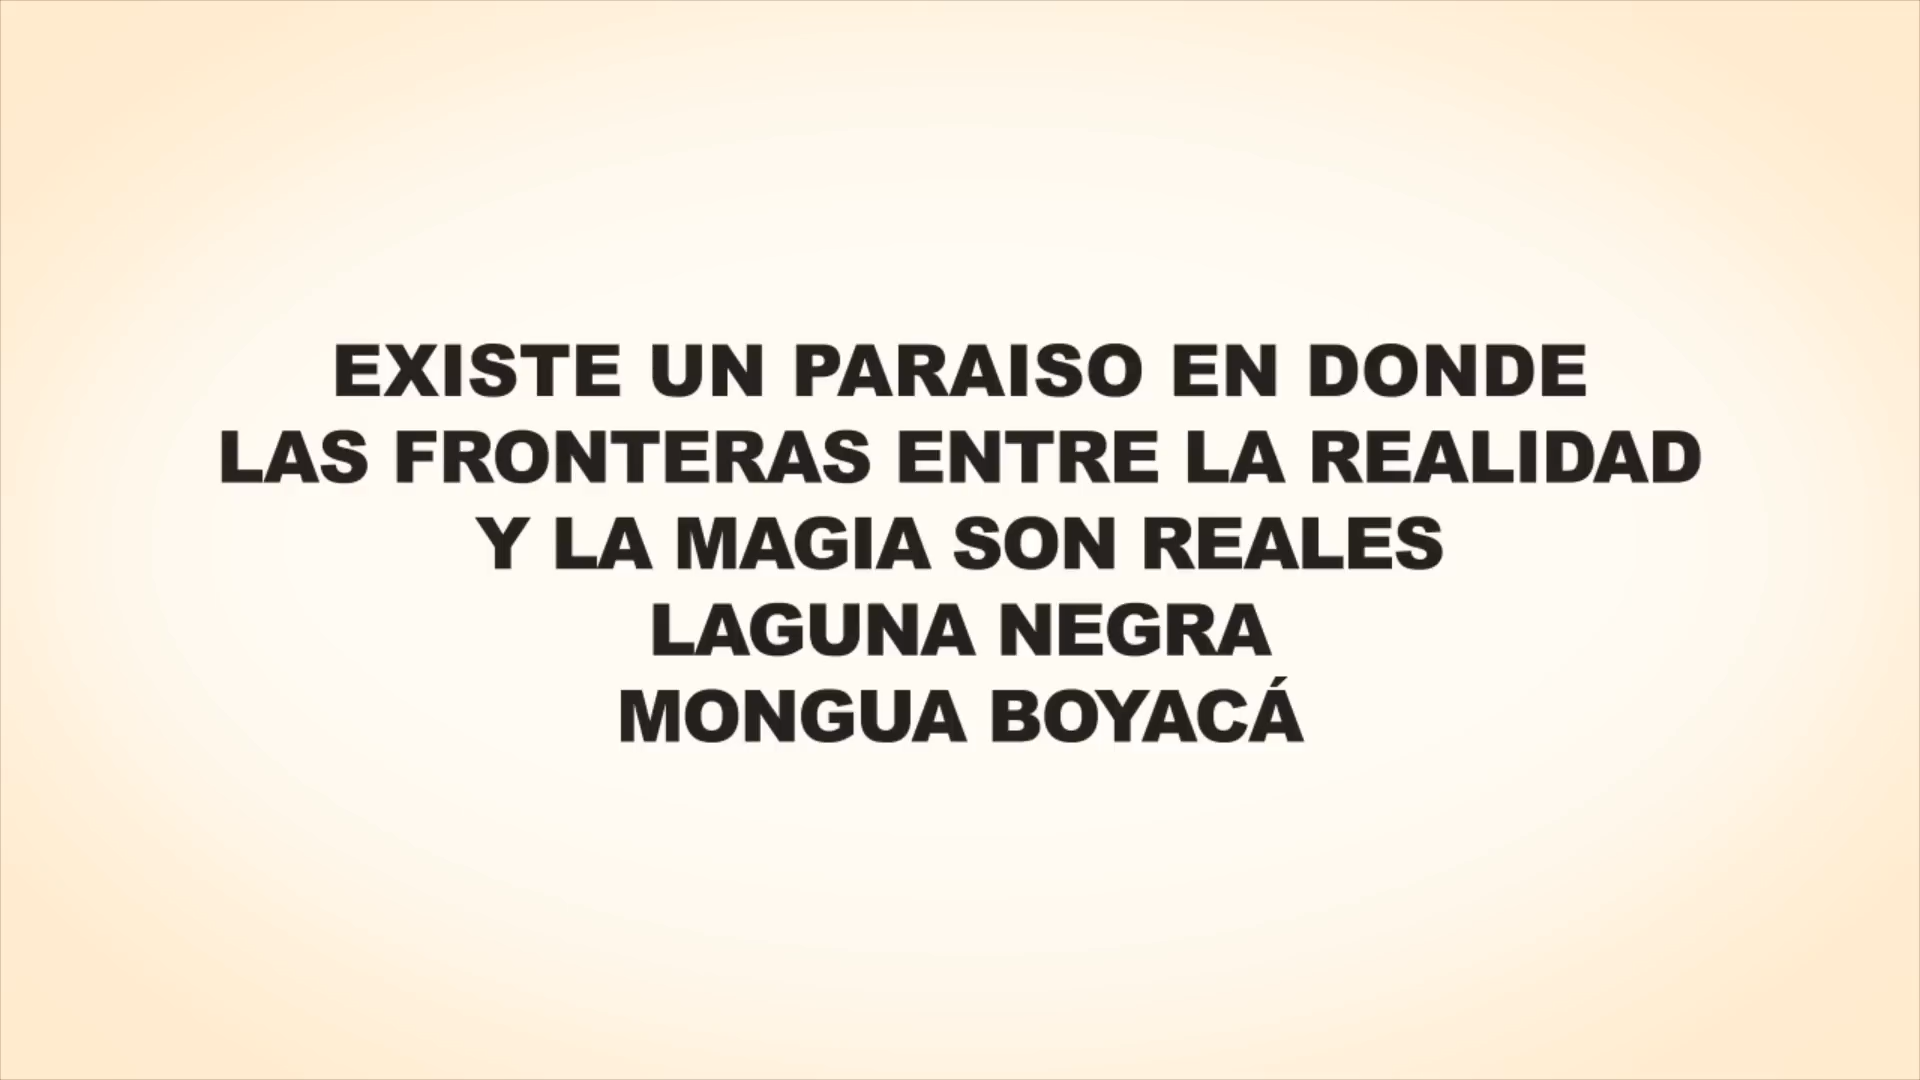 EXISTE UN PARAISO EN DONDE
LAS FRONTERAS ENTRE LA REALIDAD
Y LA MAGIA SON REALES
LAGUNA NEGRA
MONGUA BOYACÁ